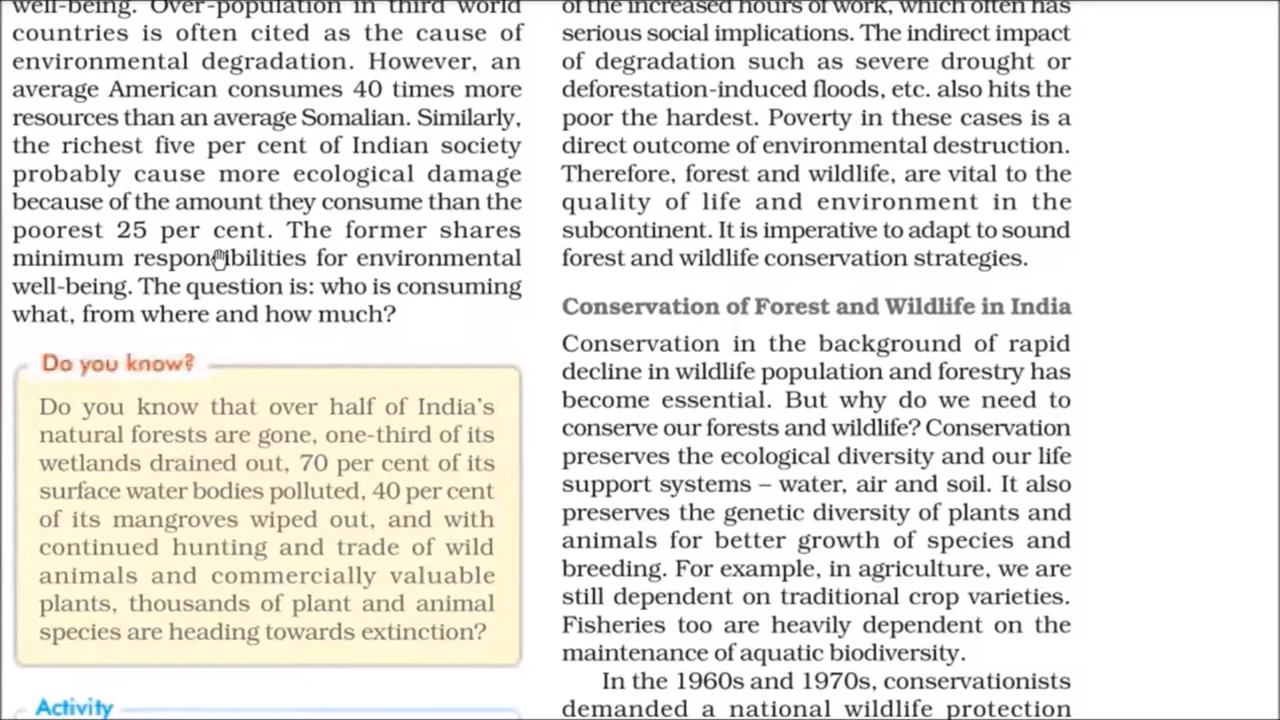 well-being. Over-population in third world
countries is often cited as the cause of
environmental degradation. However, an
average American consumes 40 times more
resources than an average Somalian. Similarly,
the richest five per cent of Indian society
probably cause more ecological damage
because of the amount they consume than the
poorest 25 per cent. The former shares
minimum responsibilities for environmental
well-being. The question is: who is consuming
what, from where and how much?
Do you know?
Do you know that over half of India's
natural forests are gone, one-third of its
wetlands drained out, 70 per cent of its
surface water bodies polluted, 40 per cent
of its mangroves wiped out, and with
continued hunting and trade of wild
animals and commercially valuable
plants, thousands of plant and animal
species are heading towards extinction?
Activity
of the increased hours of work, which often has
serious social implications. The indirect impact
of degradation such as severe drought or
deforestation-induced floods, etc. also hits the
poor the hardest. Poverty in these cases is a
direct outcome of environmental destruction.
Therefore, forest and wildlife, are vital to the
quality of life and environment in the
subcontinent. It is imperative to adapt to sound
forest and wildlife conservation strategies.
Conservation of Forest and Wildlife in India
Conservation in the background of rapid
decline in wildlife population and forestry has
become essential. But why do we need to
conserve our forests and wildlife? Conservation
preserves the ecological diversity and our life
support systems – water, air and soil. It also
preserves the genetic diversity of plants and
animals for better growth of species and
breeding. For example, in agriculture, we are
still dependent on traditional crop varieties.
Fisheries too are heavily dependent on the
maintenance of aquatic biodiversity.
In the 1960s and 1970s, conservationists
demanded a national wildlife protection